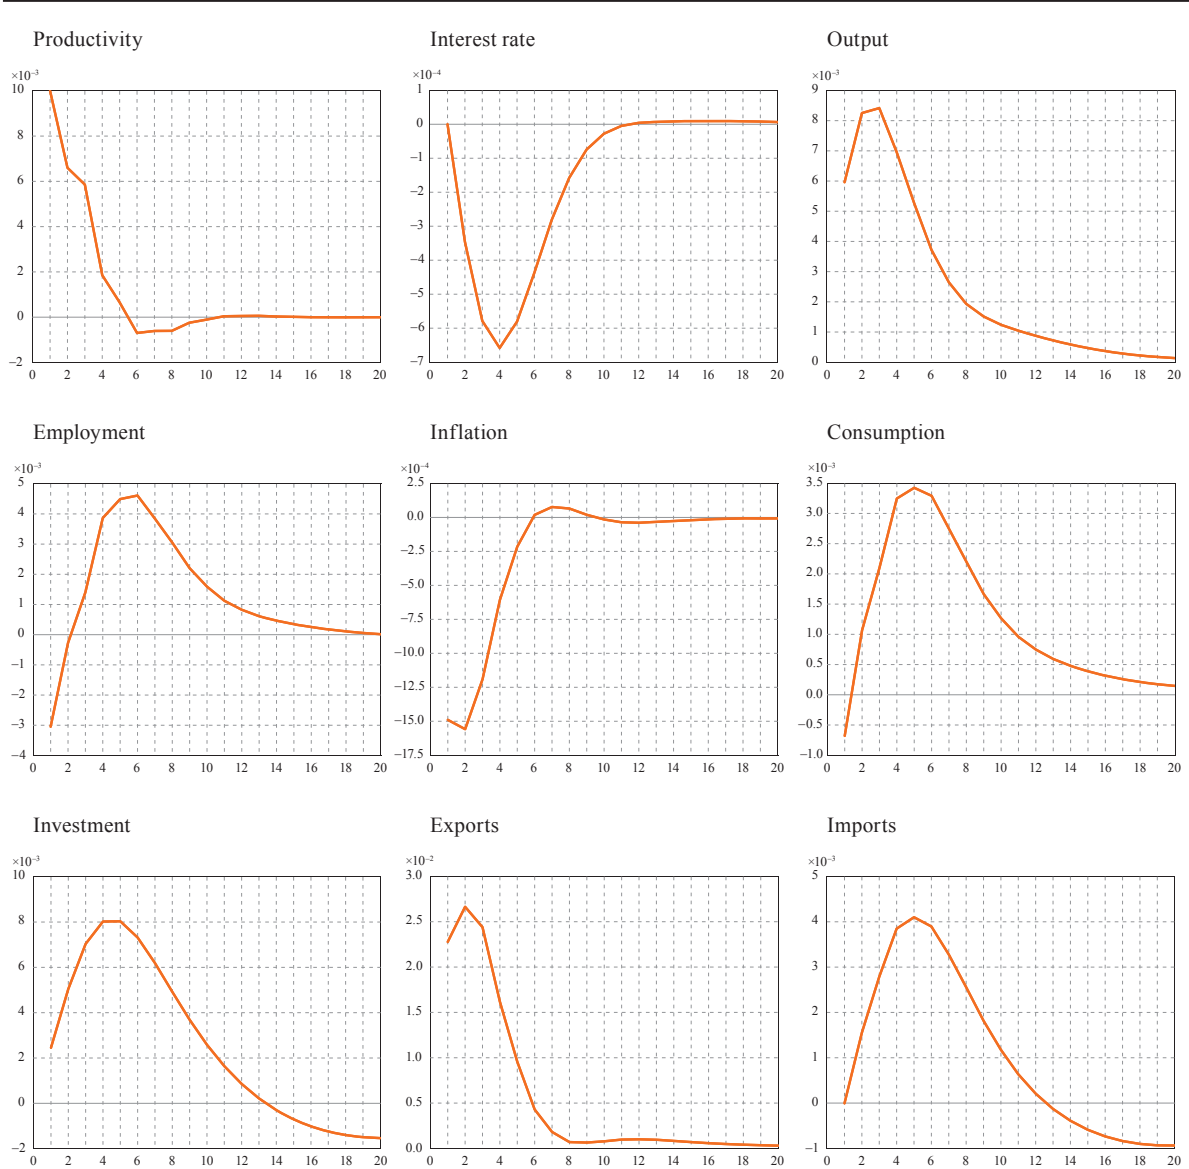 Productivity Interest rate Output
×10⁻³ ×10⁻⁴ ×10⁻³
10 1 9
8 0 8
6 −1 7
4 −2 6
2 −3 5
0 −4 4
−2 −5 3
−6 2
−7 1
0
0 2 4 6 8 10 12 14 16 18 20 0 2 4 6 8 10 12 14 16 18 20 0 2 4 6 8 10 12 14 16 18 20
Employment Inflation Consumption
×10⁻³ ×10⁻⁴ ×10⁻³
5 2.5 3.5
4 0.0 3.0
3 −2.5 2.5
2 −5.0 2.0
1 −7.5 1.5
0 −10.0 1.0
−1 −12.5 0.5
−2 −15.0 0.0
−3 −17.5 −0.5
−4 −1.0
0 2 4 6 8 10 12 14 16 18 20 0 2 4 6 8 10 12 14 16 18 20 0 2 4 6 8 10 12 14 16 18 20
Investment Exports Imports
×10⁻³ ×10⁻² ×10⁻³
10 3.0 5
8 2.5 4
6 2.0 3
4 1.5 2
2 1.0 1
0 0.5 0
−2 0.0 −1
0 2 4 6 8 10 12 14 16 18 20 0 2 4 6 8 10 12 14 16 18 20 0 2 4 6 8 10 12 14 16 18 20